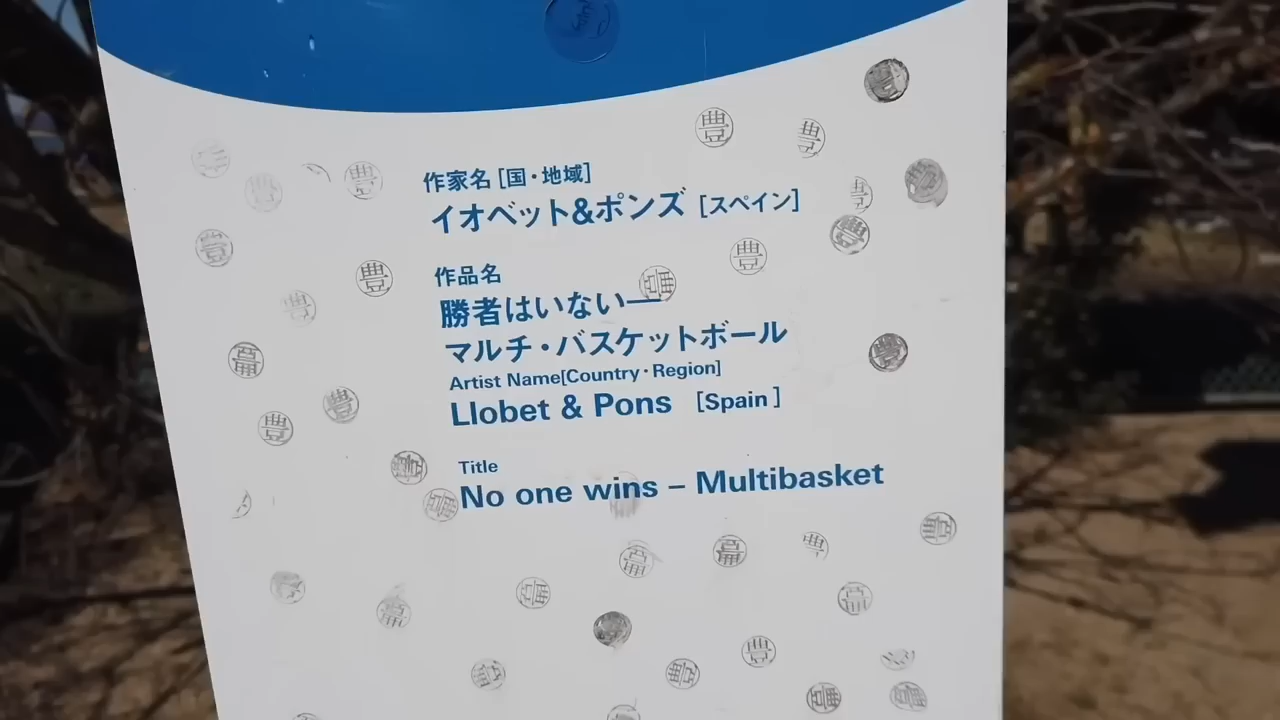 作家名 [国・地域]
イオベット&ポンズ [スペイン]
作品名
勝者はいない―
マルチ・バスケットボール
Artist Name[Country・Region]
Llobet & Pons [Spain]
Title
No one wins – Multibasket
豊